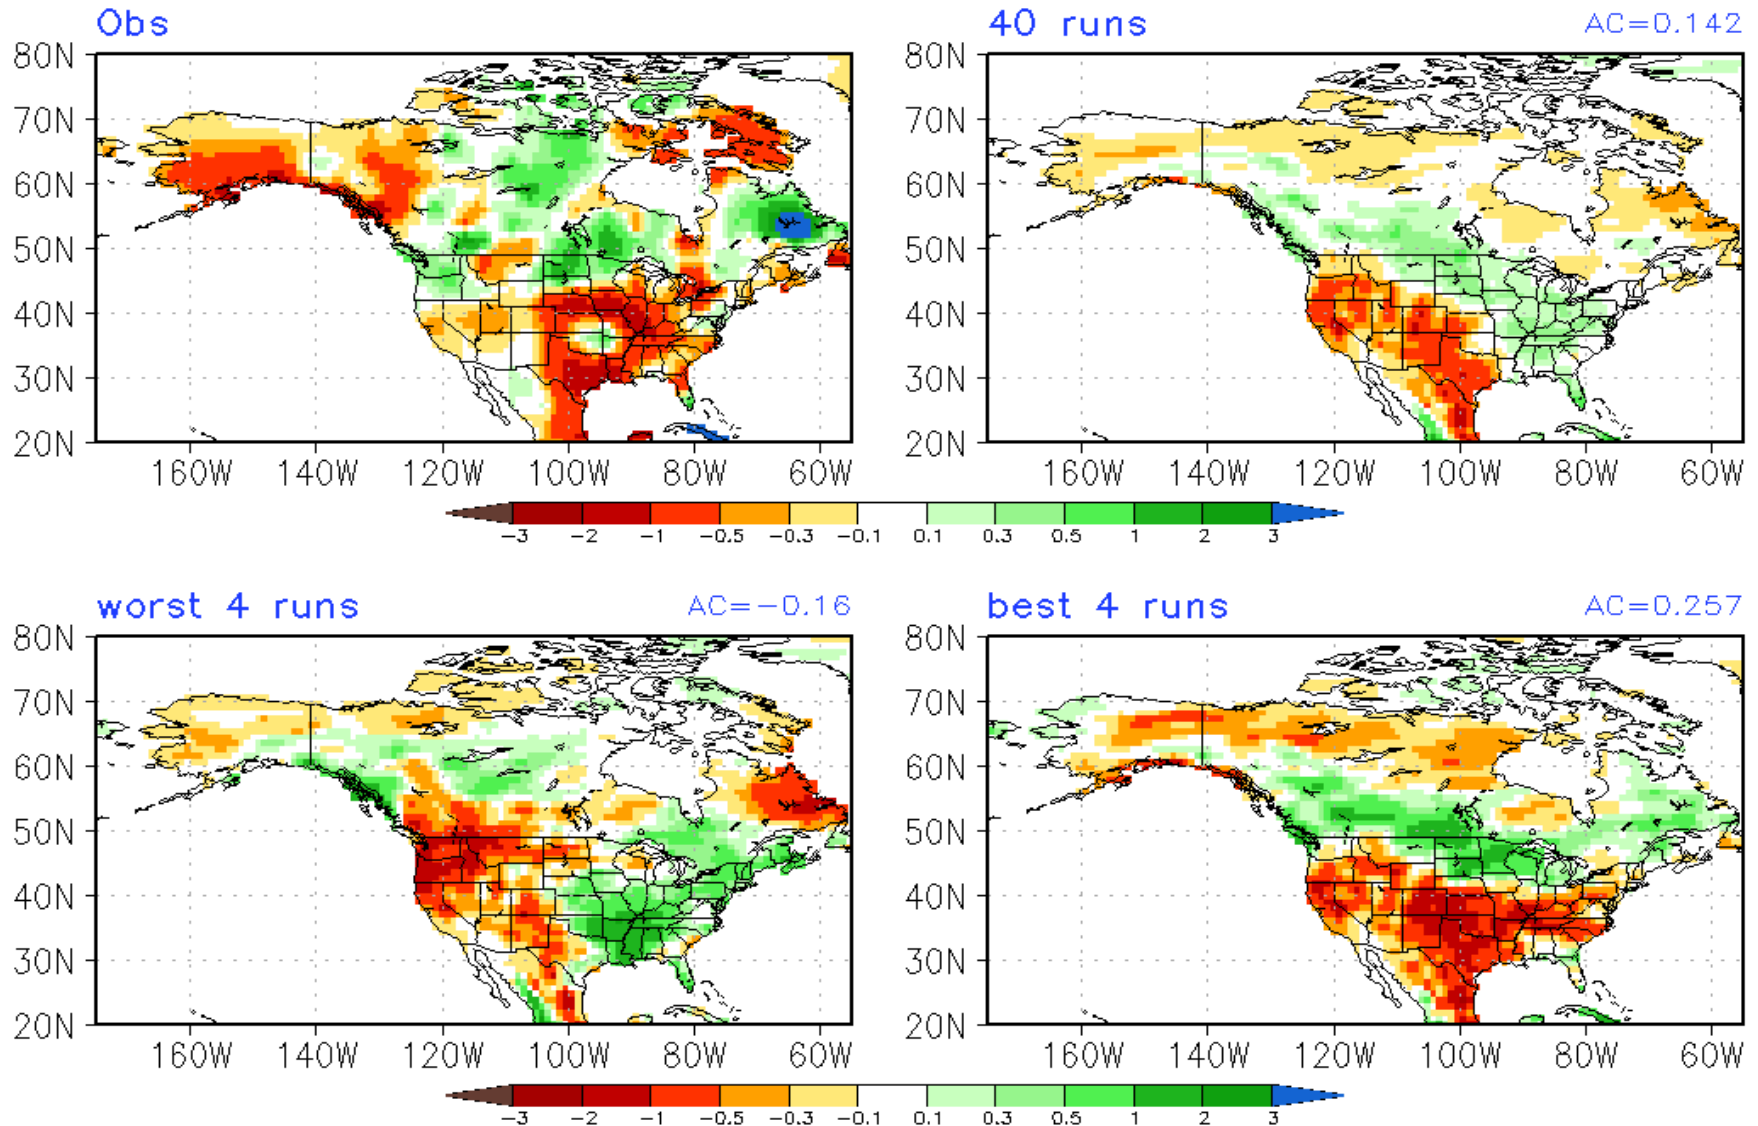 Obs
40 runs AC=0.142
80N 80N
70N 70N
60N 60N
50N 50N
40N 40N
30N 30N
20N 20N
160W 140W 120W 100W 80W 60W 160W 140W 120W 100W 80W 60W
-3 -2 -1 -0.5 -0.3 -0.1 0.1 0.3 0.5 1 2 3
worst 4 runs AC=-0.16
best 4 runs AC=0.257
80N 80N
70N 70N
60N 60N
50N 50N
40N 40N
30N 30N
20N 20N
160W 140W 120W 100W 80W 60W 160W 140W 120W 100W 80W 60W
-3 -2 -1 -0.5 -0.3 -0.1 0.1 0.3 0.5 1 2 3